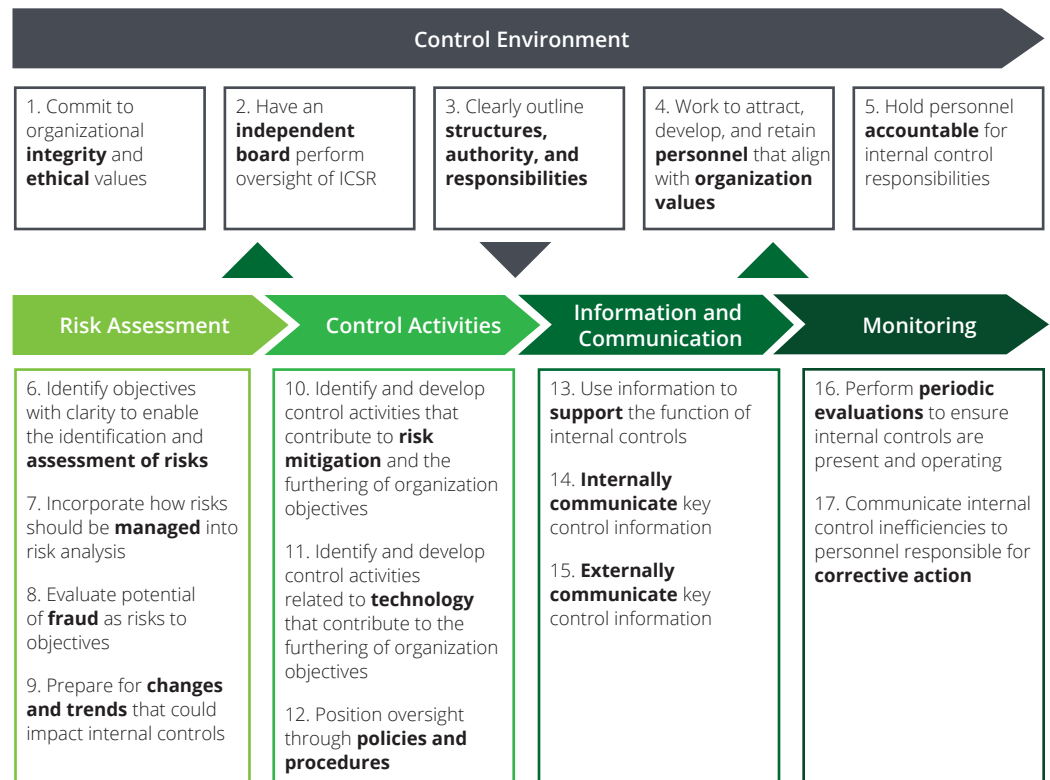 Control Environment
1. Commit to
organizational
integrity and
ethical values
2. Have an
independent
board perform
oversight of ICSR
3. Clearly outline
structures,
authority, and
responsibilities
4. Work to attract,
develop, and retain
personnel that align
with organization
values
5. Hold personnel
accountable for
internal control
responsibilities
Risk Assessment
Control Activities
Information and
Communication
Monitoring
6. Identify objectives
with clarity to enable
the identification and
assessment of risks
7. Incorporate how risks
should be managed into
risk analysis
8. Evaluate potential
of fraud as risks to
objectives
9. Prepare for changes
and trends that could
impact internal controls
10. Identify and develop
control activities that
contribute to risk
mitigation and the
furthering of organization
objectives
11. Identify and develop
control activities
related to technology
that contribute to the
furthering of organization
objectives
12. Position oversight
through policies and
procedures
13. Use information to
support the function of
internal controls
14. Internally
communicate key
control information
15. Externally
communicate key
control information
16. Perform periodic
evaluations to ensure
internal controls are
present and operating
17. Communicate internal
control inefficiencies to
personnel responsible for
corrective action